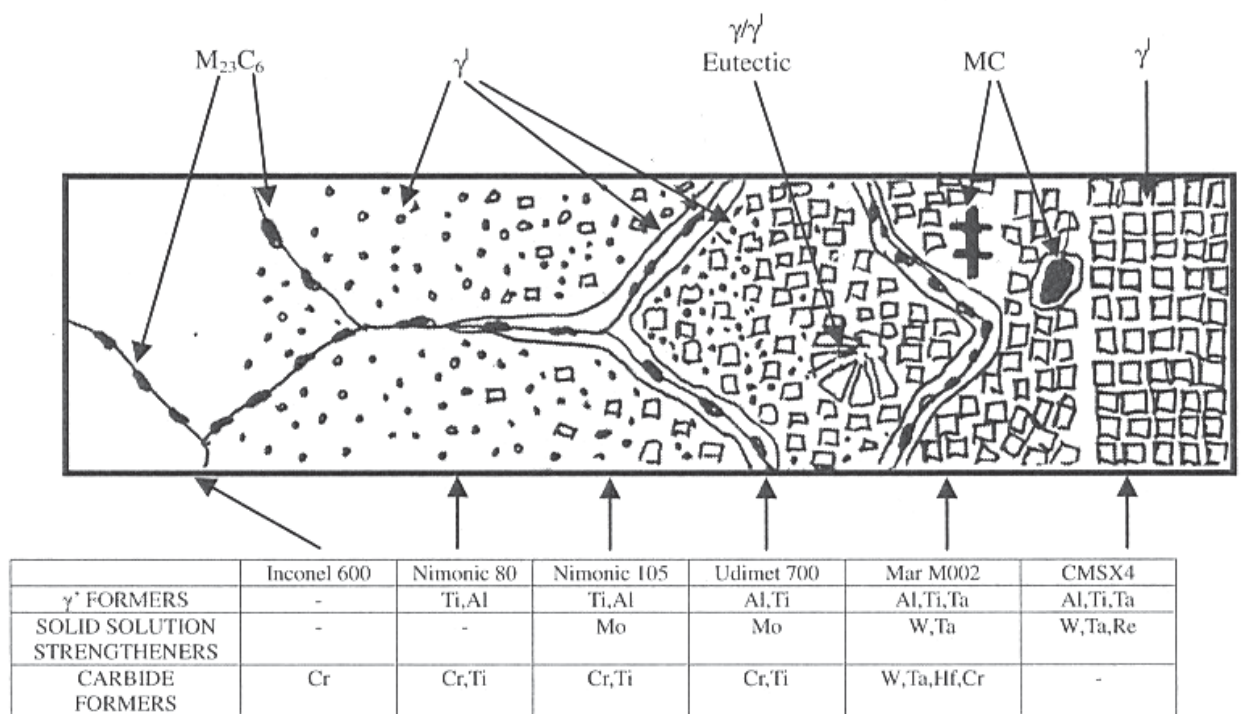 γ/γ'
Eutectic
M₂₃C₆
γ'
MC
γ'
Inconel 600 Nimonic 80 Nimonic 105 Udimet 700 Mar M002 CMSX4
γ' FORMERS - Ti,Al Ti,Al Al,Ti Al,Ti,Ta Al,Ti,Ta
SOLID SOLUTION - - Mo Mo W,Ta W,Ta,Re
STRENGTHENERS
CARBIDE Cr Cr,Ti Cr,Ti Cr,Ti W,Ta,Hf,Cr -
FORMERS